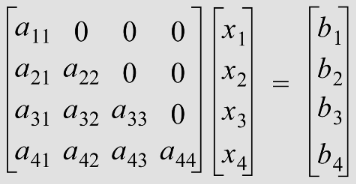 a₁₁ 0 0 0 x₁ b₁
a₂₁ a₂₂ 0 0 x₂ = b₂
a₃₁ a₃₂ a₃₃ 0 x₃ b₃
a₄₁ a₄₂ a₄₃ a₄₄ x₄ b₄